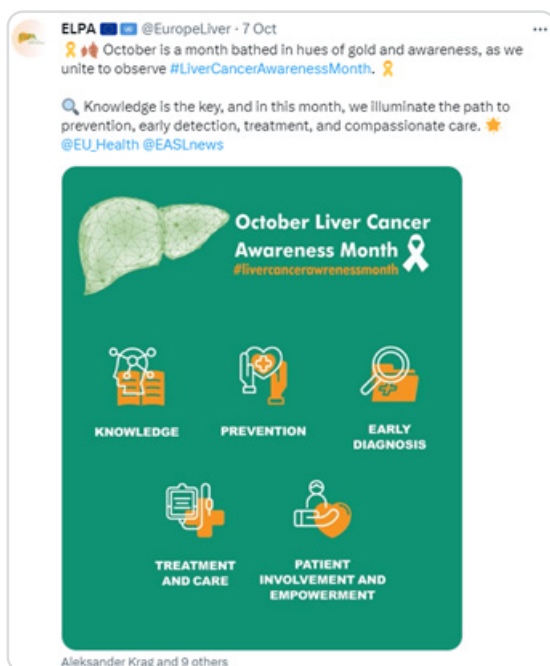 ELPA 🇪🇺🇺🇳 @EuropeLiver · 7 Oct
🎗️🫁 October is a month bathed in hues of gold and awareness, as we
unite to observe #LiverCancerAwarenessMonth. 🎗️
🔍 Knowledge is the key, and in this month, we illuminate the path to
prevention, early detection, treatment, and compassionate care. 🌟
@EU_Health @EASLnews
October Liver Cancer
Awareness Month
#livercancerawrenessmonth
KNOWLEDGE
PREVENTION
EARLY
DIAGNOSIS
TREATMENT
AND CARE
PATIENT
INVOLVEMENT AND
EMPOWERMENT
Aleksander Krag and 9 others